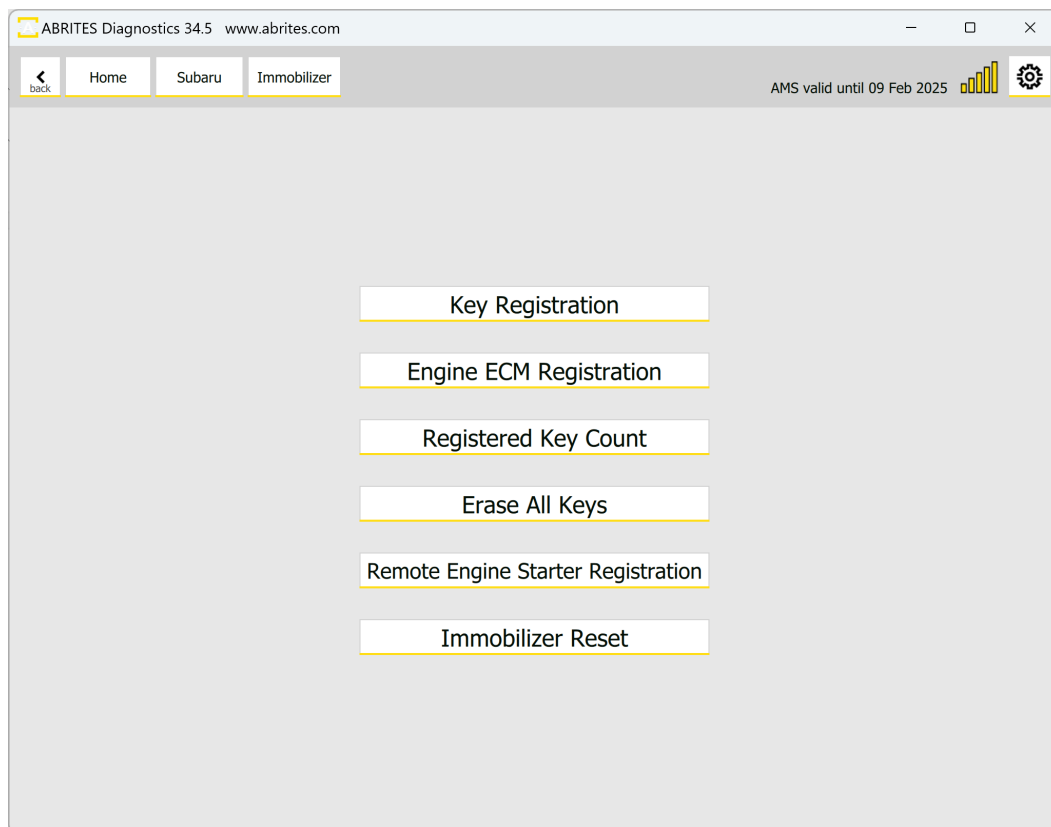 ABRITES Diagnostics 34.5 www.abrites.com
back
Home
Subaru
Immobilizer
AMS valid until 09 Feb 2025
Key Registration
Engine ECM Registration
Registered Key Count
Erase All Keys
Remote Engine Starter Registration
Immobilizer Reset